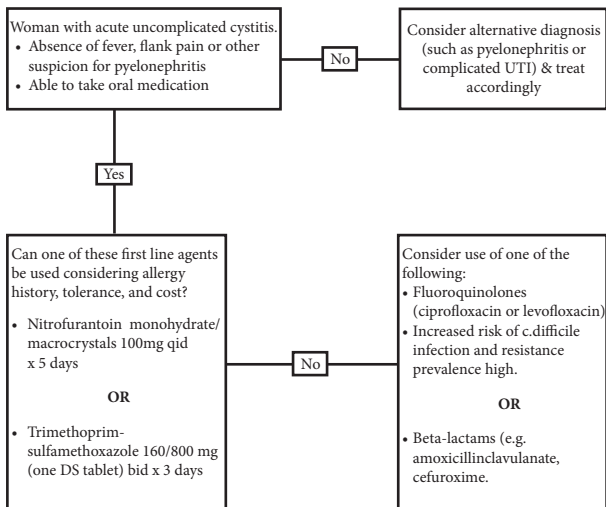 Woman with acute uncomplicated cystitis.
• Absence of fever, flank pain or other
suspicion for pyelonephritis
• Able to take oral medication
No
Consider alternative diagnosis
(such as pyelonephritis or
complicated UTI) & treat
accordingly
Yes
Can one of these first line agents
be used considering allergy
history, tolerance, and cost?
• Nitrofurantoin monohydrate/
macrocrystals 100mg qid
x 5 days
OR
• Trimethoprim-
sulfamethoxazole 160/800 mg
(one DS tablet) bid x 3 days
No
Consider use of one of the
following:
• Fluoroquinolones
(ciprofloxacin or levofloxacin)
• Increased risk of c.difficile
infection and resistance
prevalence high.
OR
• Beta-lactams (e.g.
amoxicillinclavulanate,
cefuroxime.